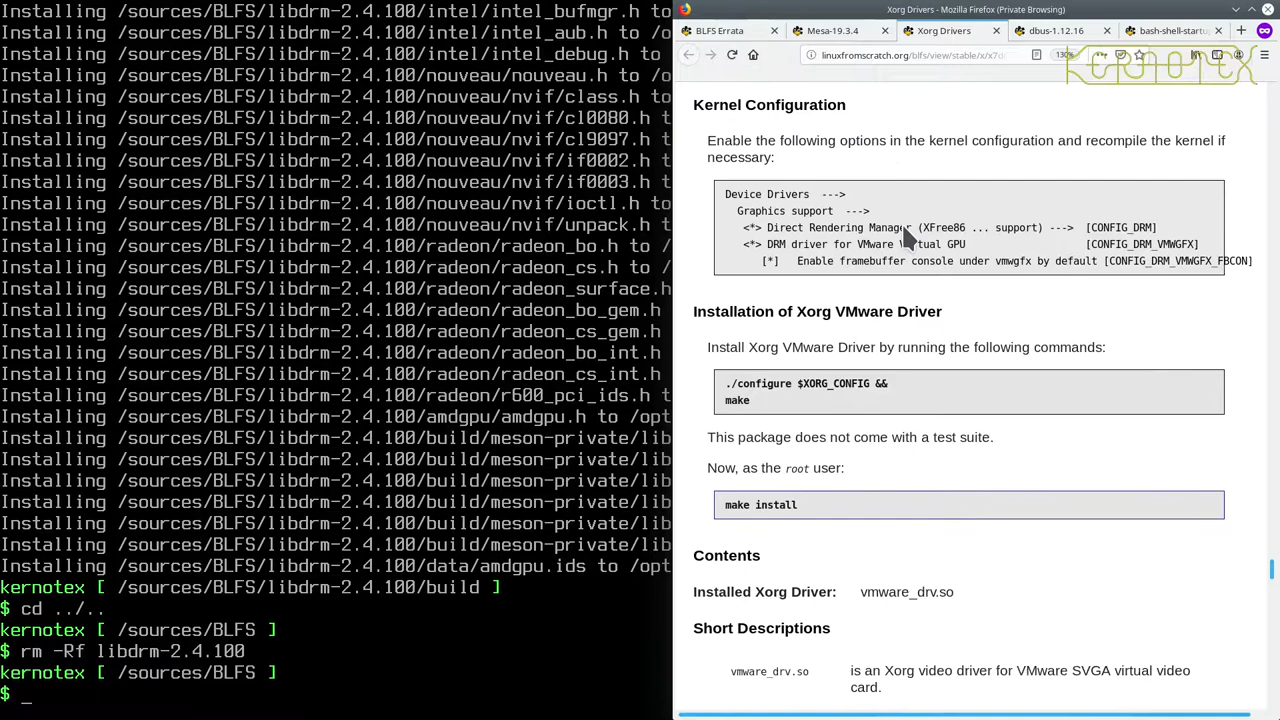 Installing /sources/BLFS/libdrm-2.4.100/intel/intel_bufmgr.h to
Installing /sources/BLFS/libdrm-2.4.100/intel/intel_aub.h to /o
Installing /sources/BLFS/libdrm-2.4.100/intel/intel_debug.h to
Installing /sources/BLFS/libdrm-2.4.100/nouveau/nouveau.h to /o
Installing /sources/BLFS/libdrm-2.4.100/nouveau/nvif/class.h to
Installing /sources/BLFS/libdrm-2.4.100/nouveau/nvif/cl0080.h t
Installing /sources/BLFS/libdrm-2.4.100/nouveau/nvif/cl9097.h t
Installing /sources/BLFS/libdrm-2.4.100/nouveau/nvif/if0002.h t
Installing /sources/BLFS/libdrm-2.4.100/nouveau/nvif/if0003.h t
Installing /sources/BLFS/libdrm-2.4.100/nouveau/nvif/ioctl.h to
Installing /sources/BLFS/libdrm-2.4.100/nouveau/nvif/unpack.h t
Installing /sources/BLFS/libdrm-2.4.100/radeon/radeon_bo.h to /
Installing /sources/BLFS/libdrm-2.4.100/radeon/radeon_cs.h to /
Installing /sources/BLFS/libdrm-2.4.100/radeon/radeon_surface.h
Installing /sources/BLFS/libdrm-2.4.100/radeon/radeon_bo_gem.h
Installing /sources/BLFS/libdrm-2.4.100/radeon/radeon_cs_gem.h
Installing /sources/BLFS/libdrm-2.4.100/radeon/radeon_bo_int.h
Installing /sources/BLFS/libdrm-2.4.100/radeon/radeon_cs_int.h
Installing /sources/BLFS/libdrm-2.4.100/radeon/r600_pci_ids.h t
Installing /sources/BLFS/libdrm-2.4.100/amdgpu/amdgpu.h to /opt
Installing /sources/BLFS/libdrm-2.4.100/build/meson-private/lib
Installing /sources/BLFS/libdrm-2.4.100/build/meson-private/lib
Installing /sources/BLFS/libdrm-2.4.100/build/meson-private/lib
Installing /sources/BLFS/libdrm-2.4.100/build/meson-private/lib
Installing /sources/BLFS/libdrm-2.4.100/build/meson-private/lib
Installing /sources/BLFS/libdrm-2.4.100/build/meson-private/lib
Installing /sources/BLFS/libdrm-2.4.100/data/amdgpu.ids to /opt
kernotex [ /sources/BLFS/libdrm-2.4.100/build ]
$ cd ../..
kernotex [ /sources/BLFS ]
$ rm -Rf libdrm-2.4.100
kernotex [ /sources/BLFS ]
$ _
Xorg Drivers - Mozilla Firefox (Private Browsing)
BLFS Errata
Mesa-19.3.4
Xorg Drivers
dbus-1.12.16
bash-shell-startu
linuxfromscratch.org/blfs/view/stable/x/x7d
130%
KERNOTEX
Kernel Configuration
Enable the following options in the kernel configuration and recompile the kernel if
necessary:
Device Drivers --->
Graphics support --->
<*> Direct Rendering Manager (XFree86 ... support) ---> [CONFIG_DRM]
<*> DRM driver for VMware Virtual GPU [CONFIG_DRM_VMWGFX]
[*] Enable framebuffer console under vmwgfx by default [CONFIG_DRM_VMWGFX_FBCON]
Installation of Xorg VMware Driver
Install Xorg VMware Driver by running the following commands:
./configure $XORG_CONFIG &&
make
This package does not come with a test suite.
Now, as the root user:
make install
Contents
Installed Xorg Driver: vmware_drv.so
Short Descriptions
vmware_drv.so is an Xorg video driver for VMware SVGA virtual video
card.